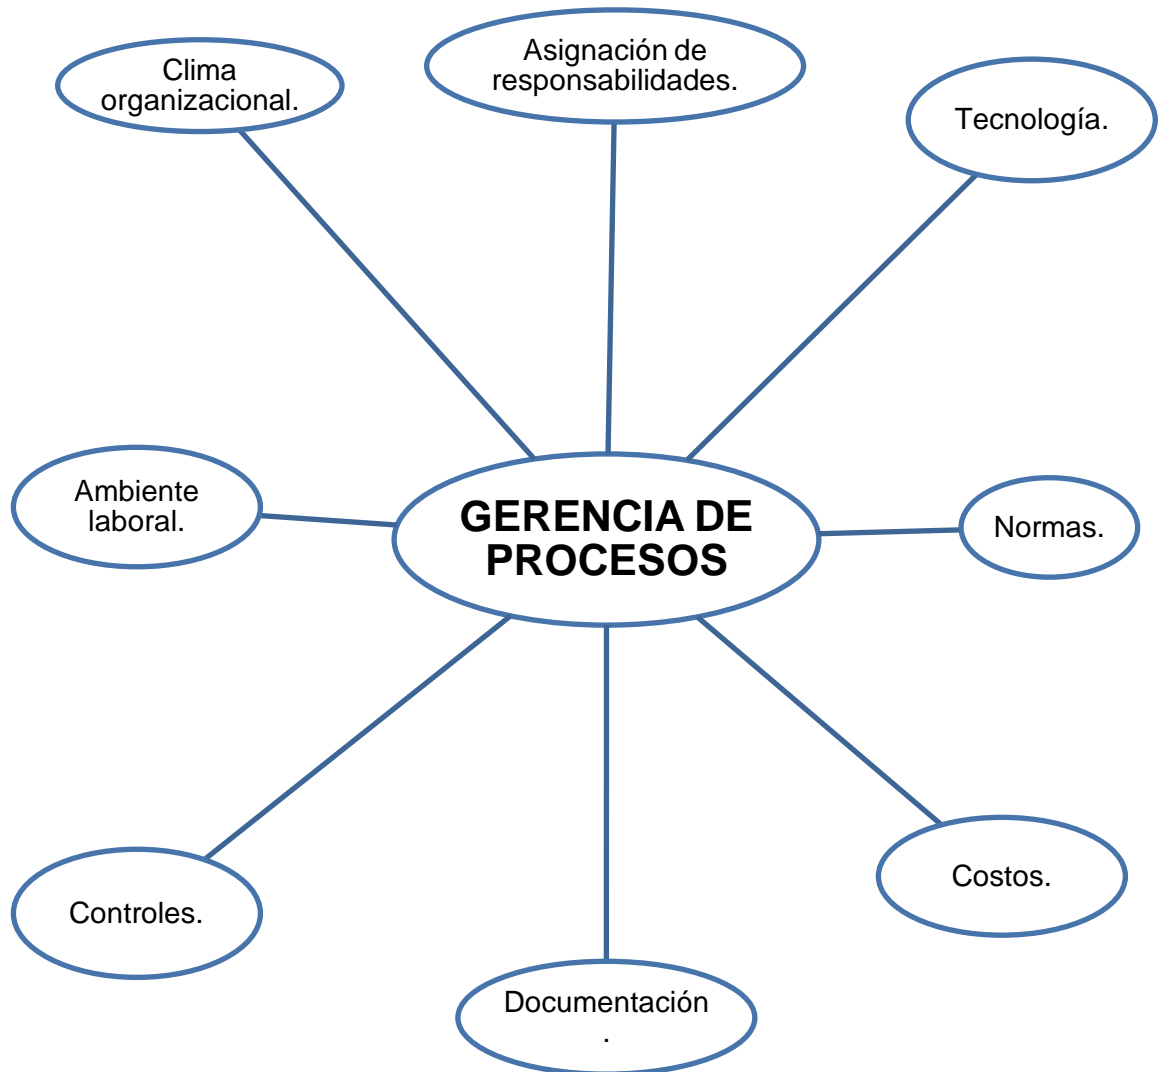 Clima
organizacional.
Asignación de
responsabilidades.
Tecnología.
Ambiente
laboral.
GERENCIA DE
PROCESOS
Normas.
Controles.
Costos.
Documentación
.